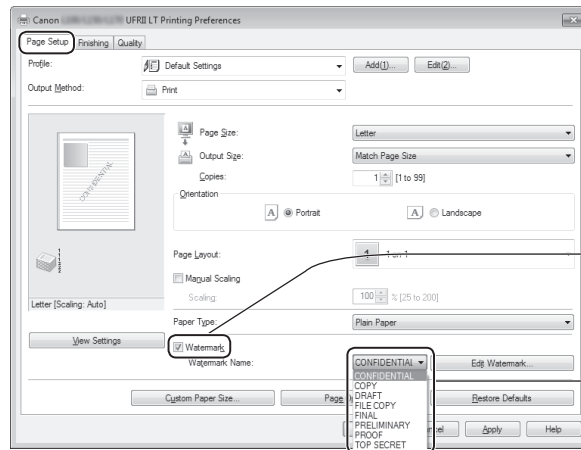 Canon UFRII LT Printing Preferences
Page Setup Finishing Quality
Profile: Default Settings Add(1)... Edit(2)...
Output Method: Print
Page Size: Letter
Output Size: Match Page Size
Copies: 1 [1 to 99]
Orientation
A Portrait A Landscape
CONFIDENTIAL
Page Layout: 1 1 on 1
Manual Scaling
Scaling: 100 % [25 to 200]
Letter [Scaling: Auto]
Paper Type: Plain Paper
View Settings
Watermark
Watermark Name: CONFIDENTIAL Edit Watermark...
CONFIDENTIAL
COPY
DRAFT
FILE COPY
FINAL
PRELIMINARY
PROOF
TOP SECRET
Custom Paper Size... Restore Defaults
Apply Help